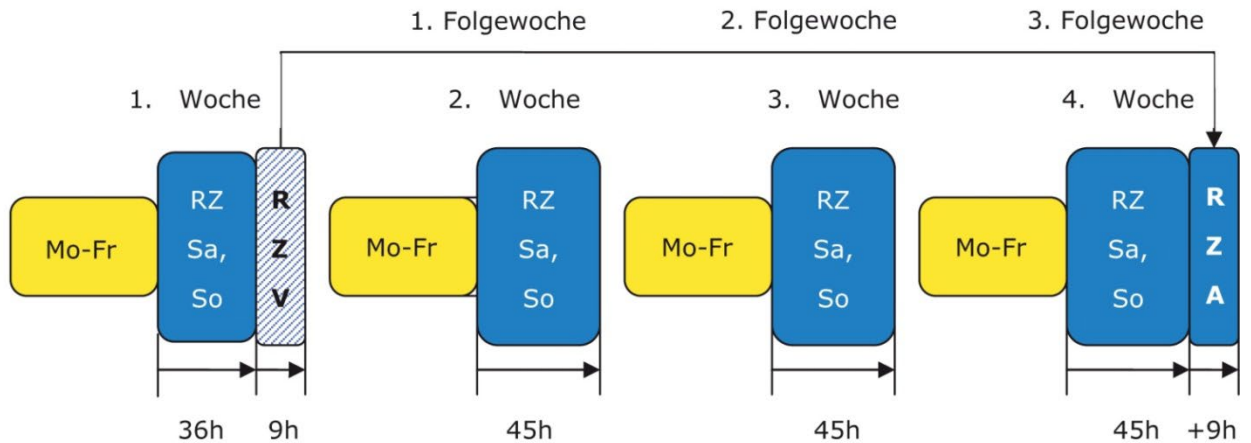 1. Folgewoche 2. Folgewoche 3. Folgewoche
1. Woche 2. Woche 3. Woche 4. Woche
RZ R RZ RZ RZ R
Mo-Fr Sa, Z Mo-Fr Sa, Mo-Fr Sa, Mo-Fr Sa, Z
So V So So So A
36h 9h 45h 45h 45h +9h